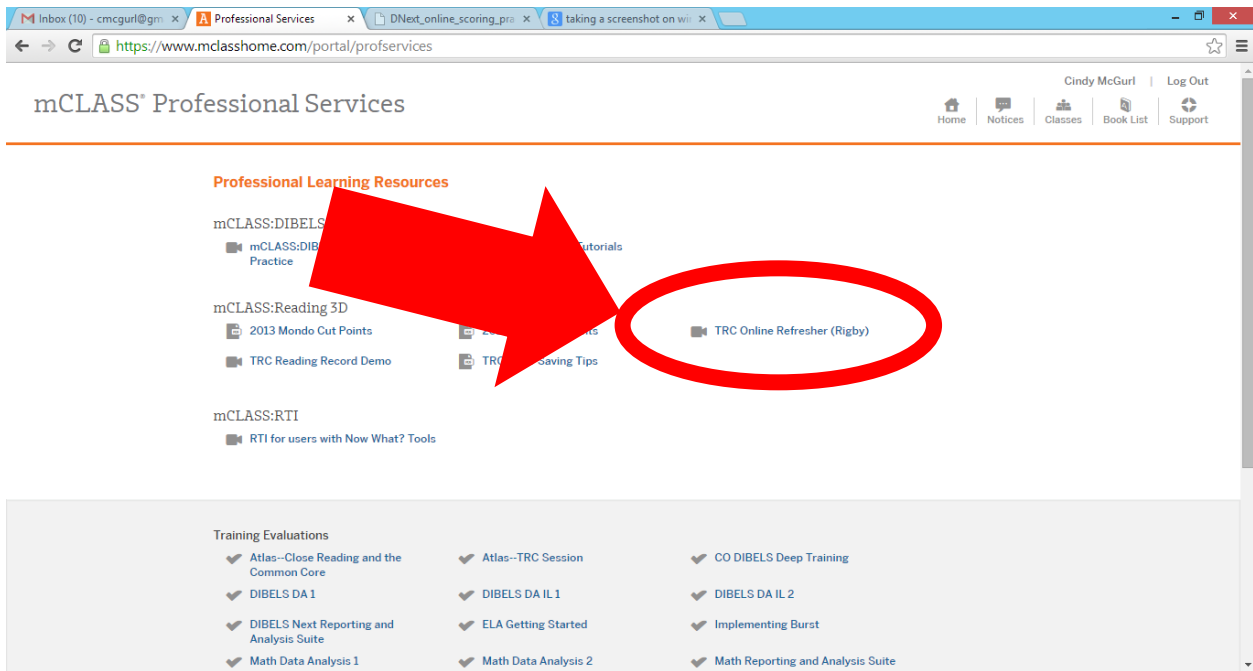 Inbox (10) - cmcgurl@gm
Professional Services
DNext_online_scoring_pra
taking a screenshot on wi
https://www.mclasshome.com/portal/profservices
Cindy McGurl | Log Out
mCLASS® Professional Services
Home Notices Classes Book List Support
Professional Learning Resources
mCLASS:DIBELS
mCLASS:DIB
Practice
utorials
mCLASS:Reading 3D
2013 Mondo Cut Points
TRC Online Refresher (Rigby)
TRC Reading Record Demo
TRC
Saving Tips
mCLASS:RTI
RTI for users with Now What? Tools
Training Evaluations
Atlas--Close Reading and the
Common Core
Atlas--TRC Session
CO DIBELS Deep Training
DIBELS DA 1
DIBELS DA IL 1
DIBELS DA IL 2
DIBELS Next Reporting and
Analysis Suite
ELA Getting Started
Implementing Burst
Math Data Analysis 1
Math Data Analysis 2
Math Reporting and Analysis Suite